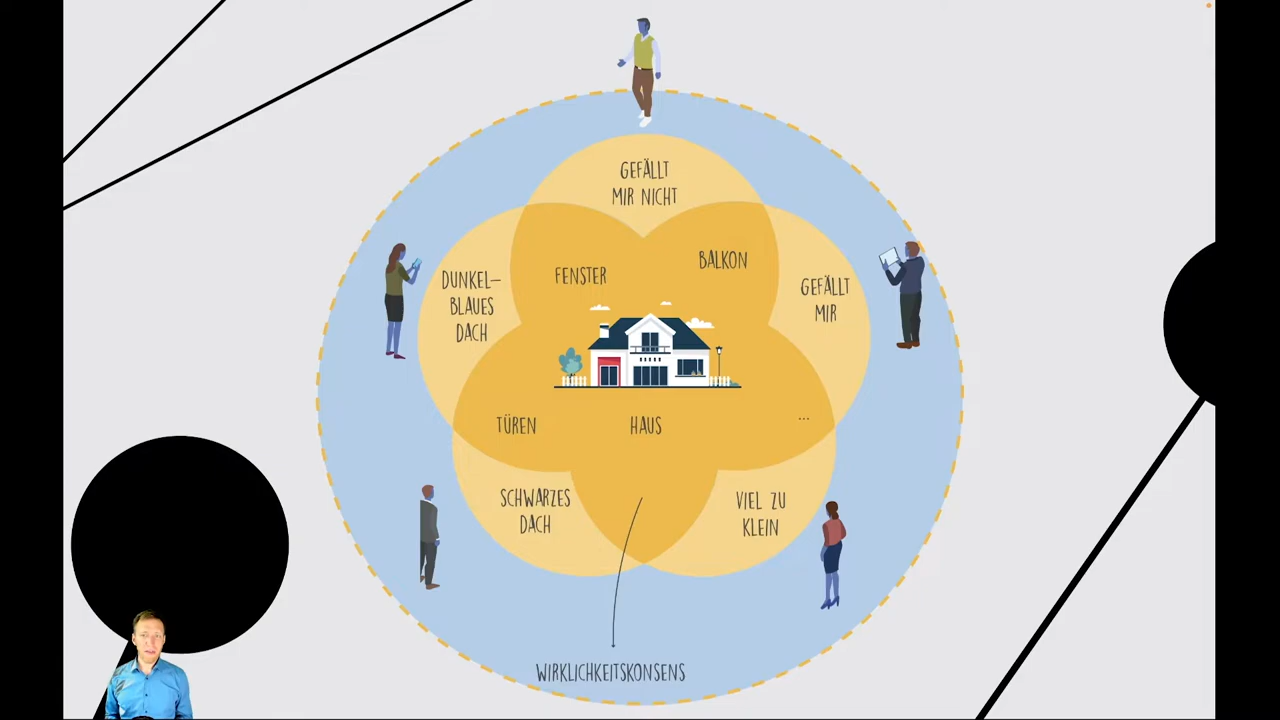 GEFÄLLT
MIR NICHT
BALKON
FENSTER
DUNKEL-
BLAUES
DACH
GEFÄLLT
MIR
TÜREN
HAUS
...
SCHWARZES
DACH
VIEL ZU
KLEIN
WIRKLICHKEITSKONSENS